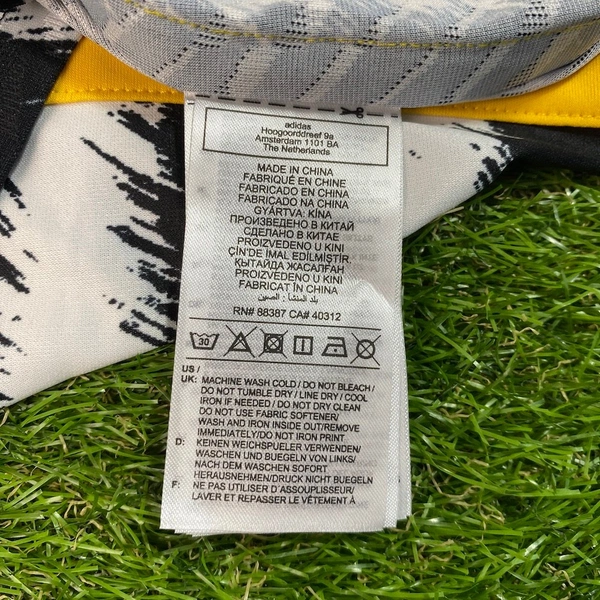 adidas
Hoogoorddreef 9a
Amsterdam 1101 BA
The Netherlands
MADE IN CHINA
FABRIQUÉ EN CHINE
FABRICADO EN CHINA
FABRICADO NA CHINA
GYÁRTVA: KÍNA
ПРОИЗВЕДЕНО В КИТАЙ
СДЕЛАНО В КИТАЕ
PROIZVEDENO U KINI
ÇİN'DE İMAL EDİLMİŞTİR
ҚЫТАЙДА ЖАСАЛҒАН
PROIZVEDENO U KINI
FABRICAT ÎN CHINA
بلد المنشأ : الصين
RN# 88387 CA# 40312
30
US /
UK: MACHINE WASH COLD / DO NOT BLEACH /
DO NOT TUMBLE DRY / LINE DRY / COOL
IRON IF NEEDED / DO NOT DRY CLEAN
DO NOT USE FABRIC SOFTENER/
WASH AND IRON INSIDE OUT/REMOVE
IMMEDIATELY/DO NOT IRON PRINT
D: KEINEN WEICHSPUELER VERWENDEN/
WASCHEN UND BUEGELN VON LINKS/
NACH DEM WASCHEN SOFORT
HERAUSNEHMEN/DRUCK NICHT BUEGELN
F: NE PAS UTILISER D´ASSOUPLISSEUR/
LAVER ET REPASSER LE VÊTEMENT À